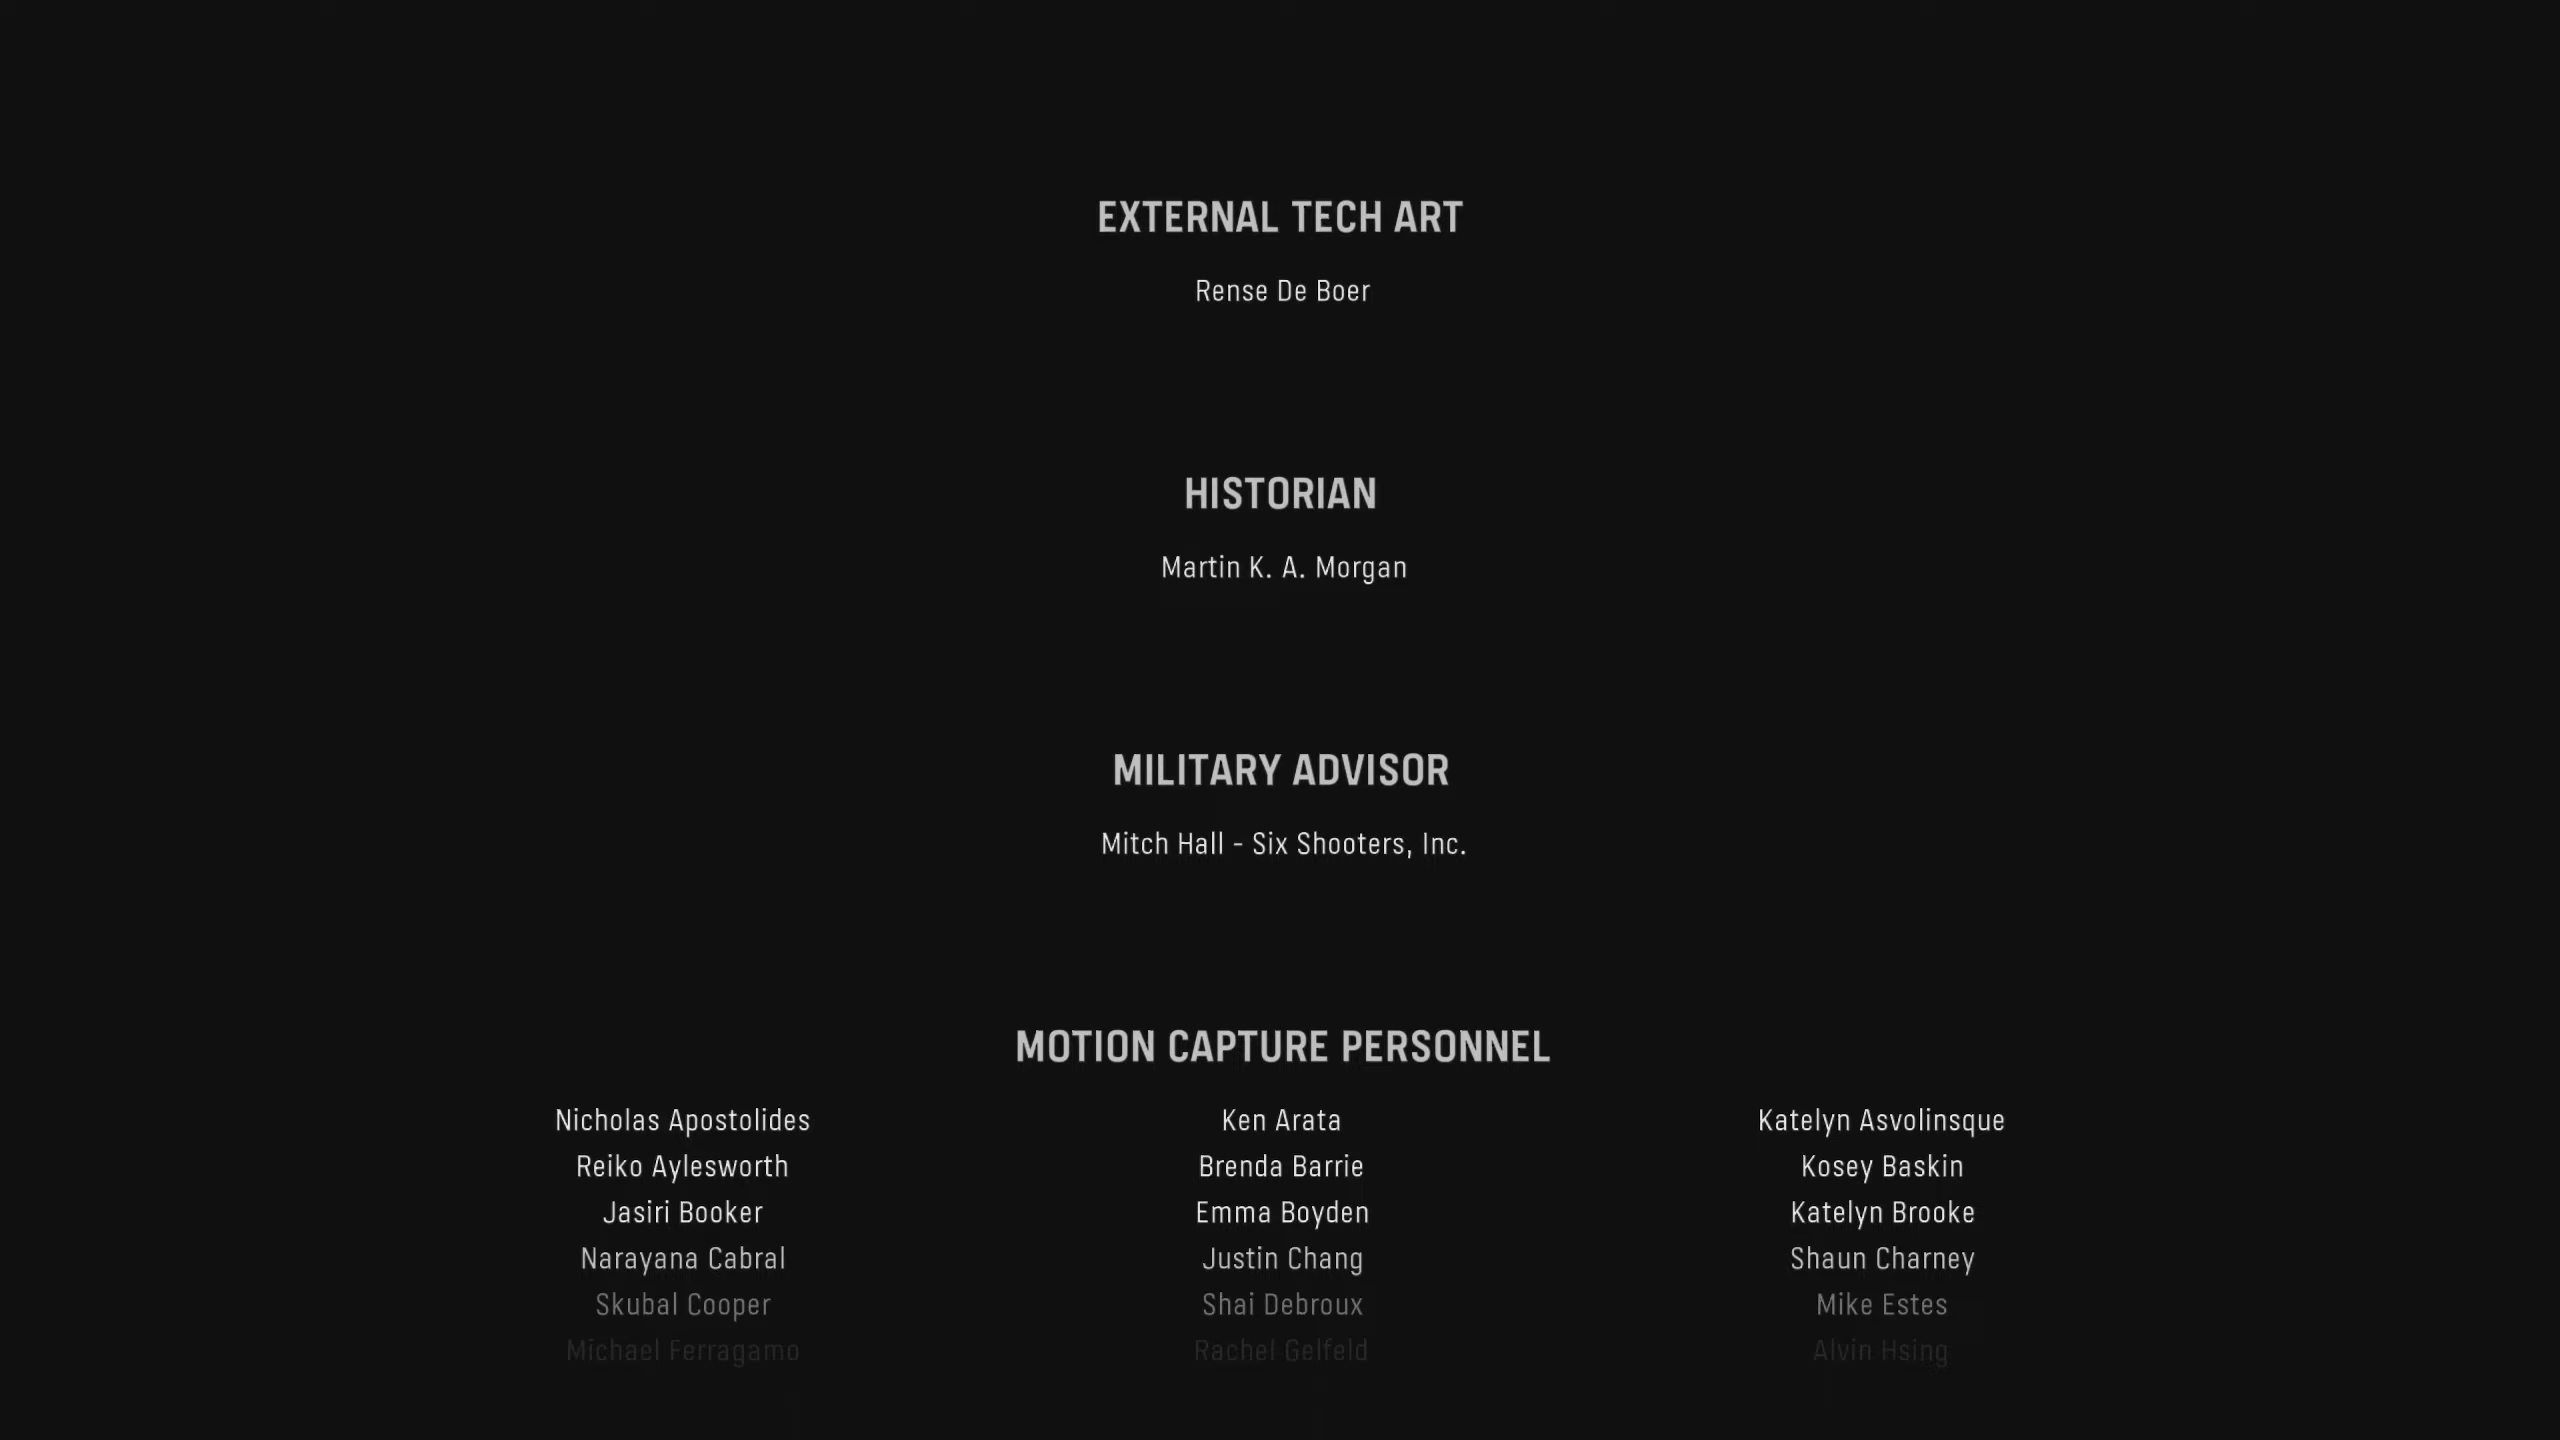 EXTERNAL TECH ART
Rense De Boer
HISTORIAN
Martin K. A. Morgan
MILITARY ADVISOR
Mitch Hall - Six Shooters, Inc.
MOTION CAPTURE PERSONNEL
Nicholas Apostolides Ken Arata Katelyn Asvolinsque
Reiko Aylesworth Brenda Barrie Kosey Baskin
Jasiri Booker Emma Boyden Katelyn Brooke
Narayana Cabral Justin Chang Shaun Charney
Skubal Cooper Shai Debroux Mike Estes
Michael Ferragamo Rachel Gelfeld Alvin Hsing